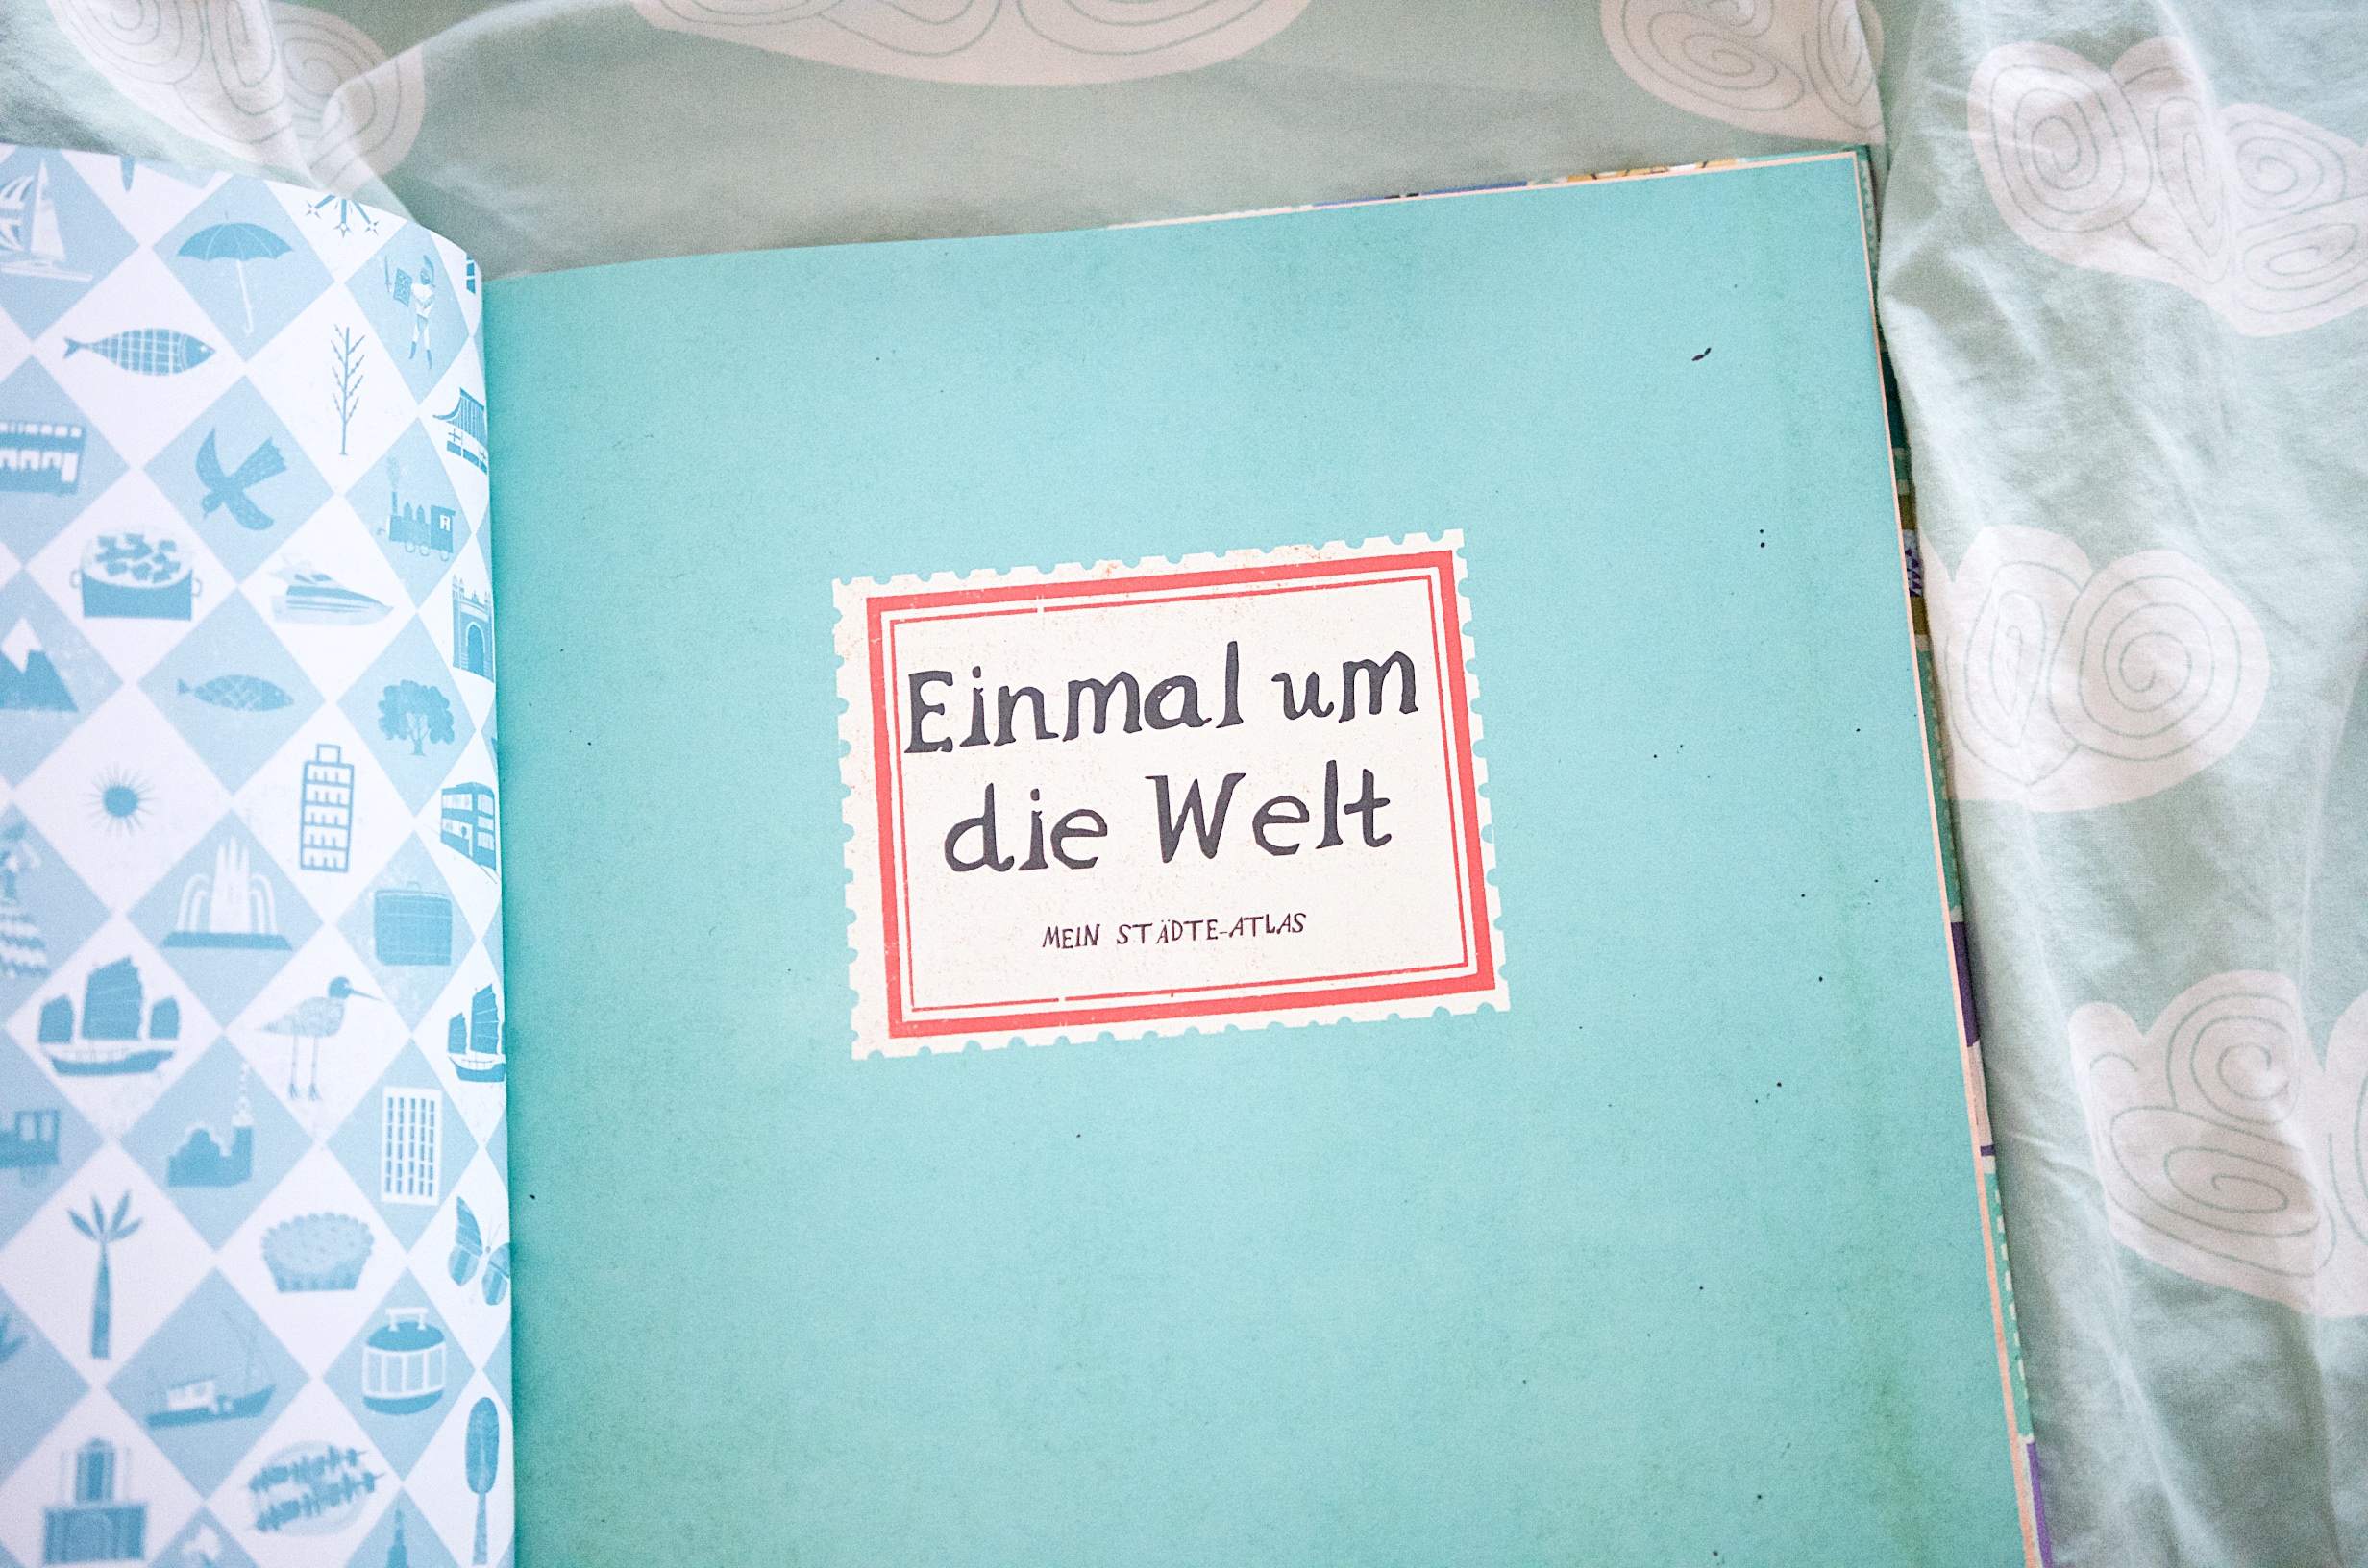 Einmal um
die Welt
MEIN STÄDTE-ATLAS